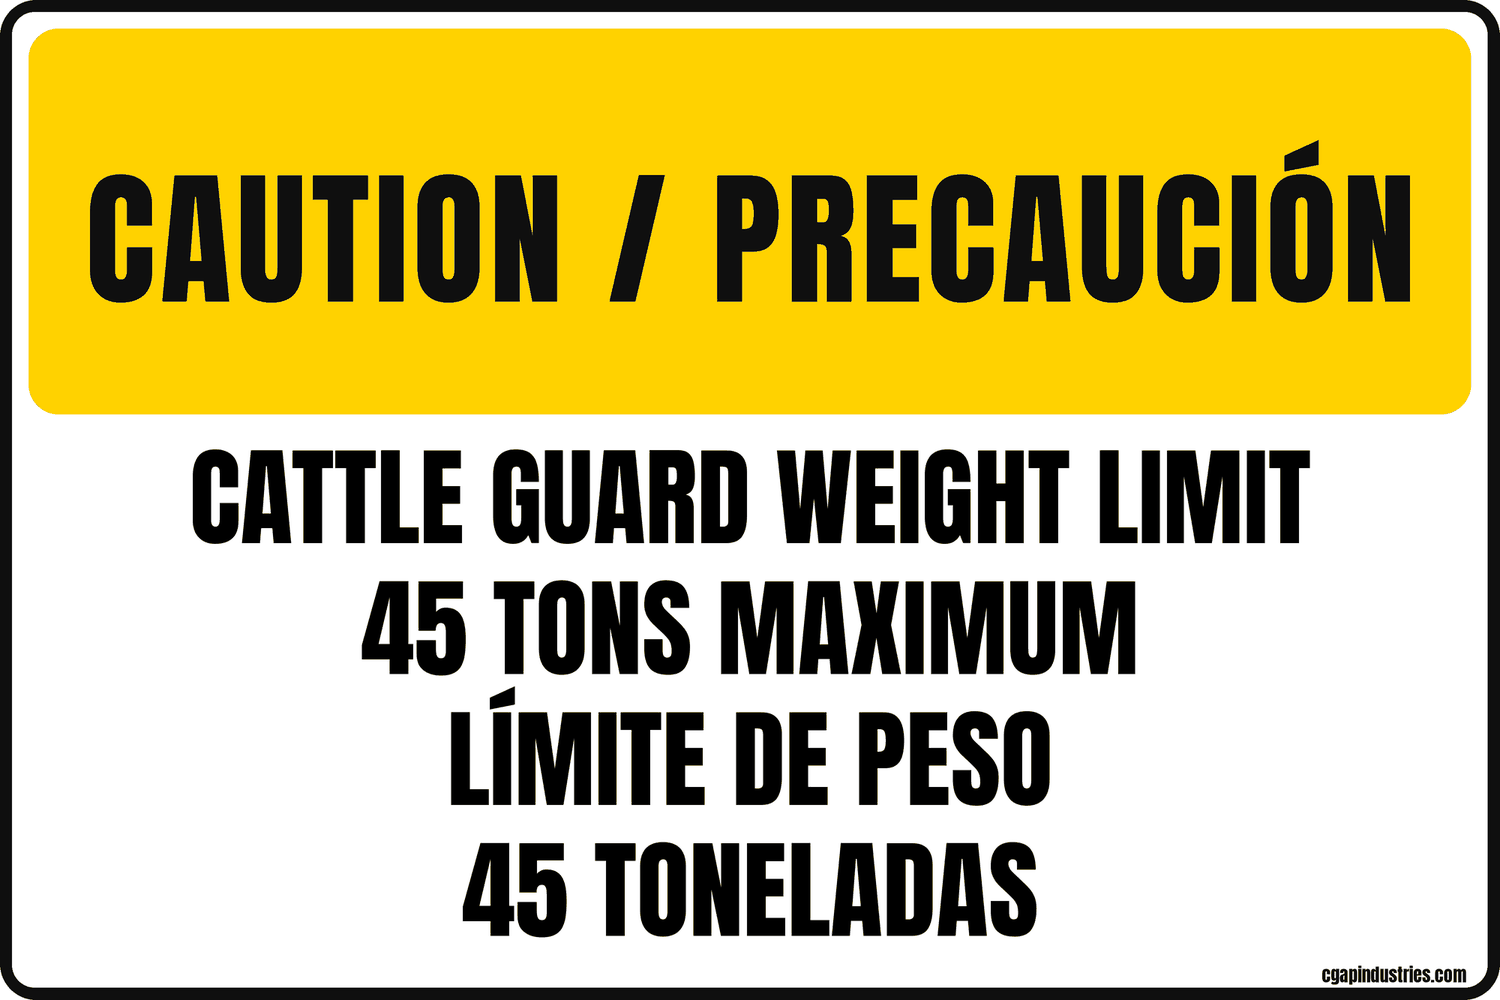 CAUTION / PRECAUCIÓN
CATTLE GUARD WEIGHT LIMIT
45 TONS MAXIMUM
LÍMITE DE PESO
45 TONELADAS
cgapindustries.com